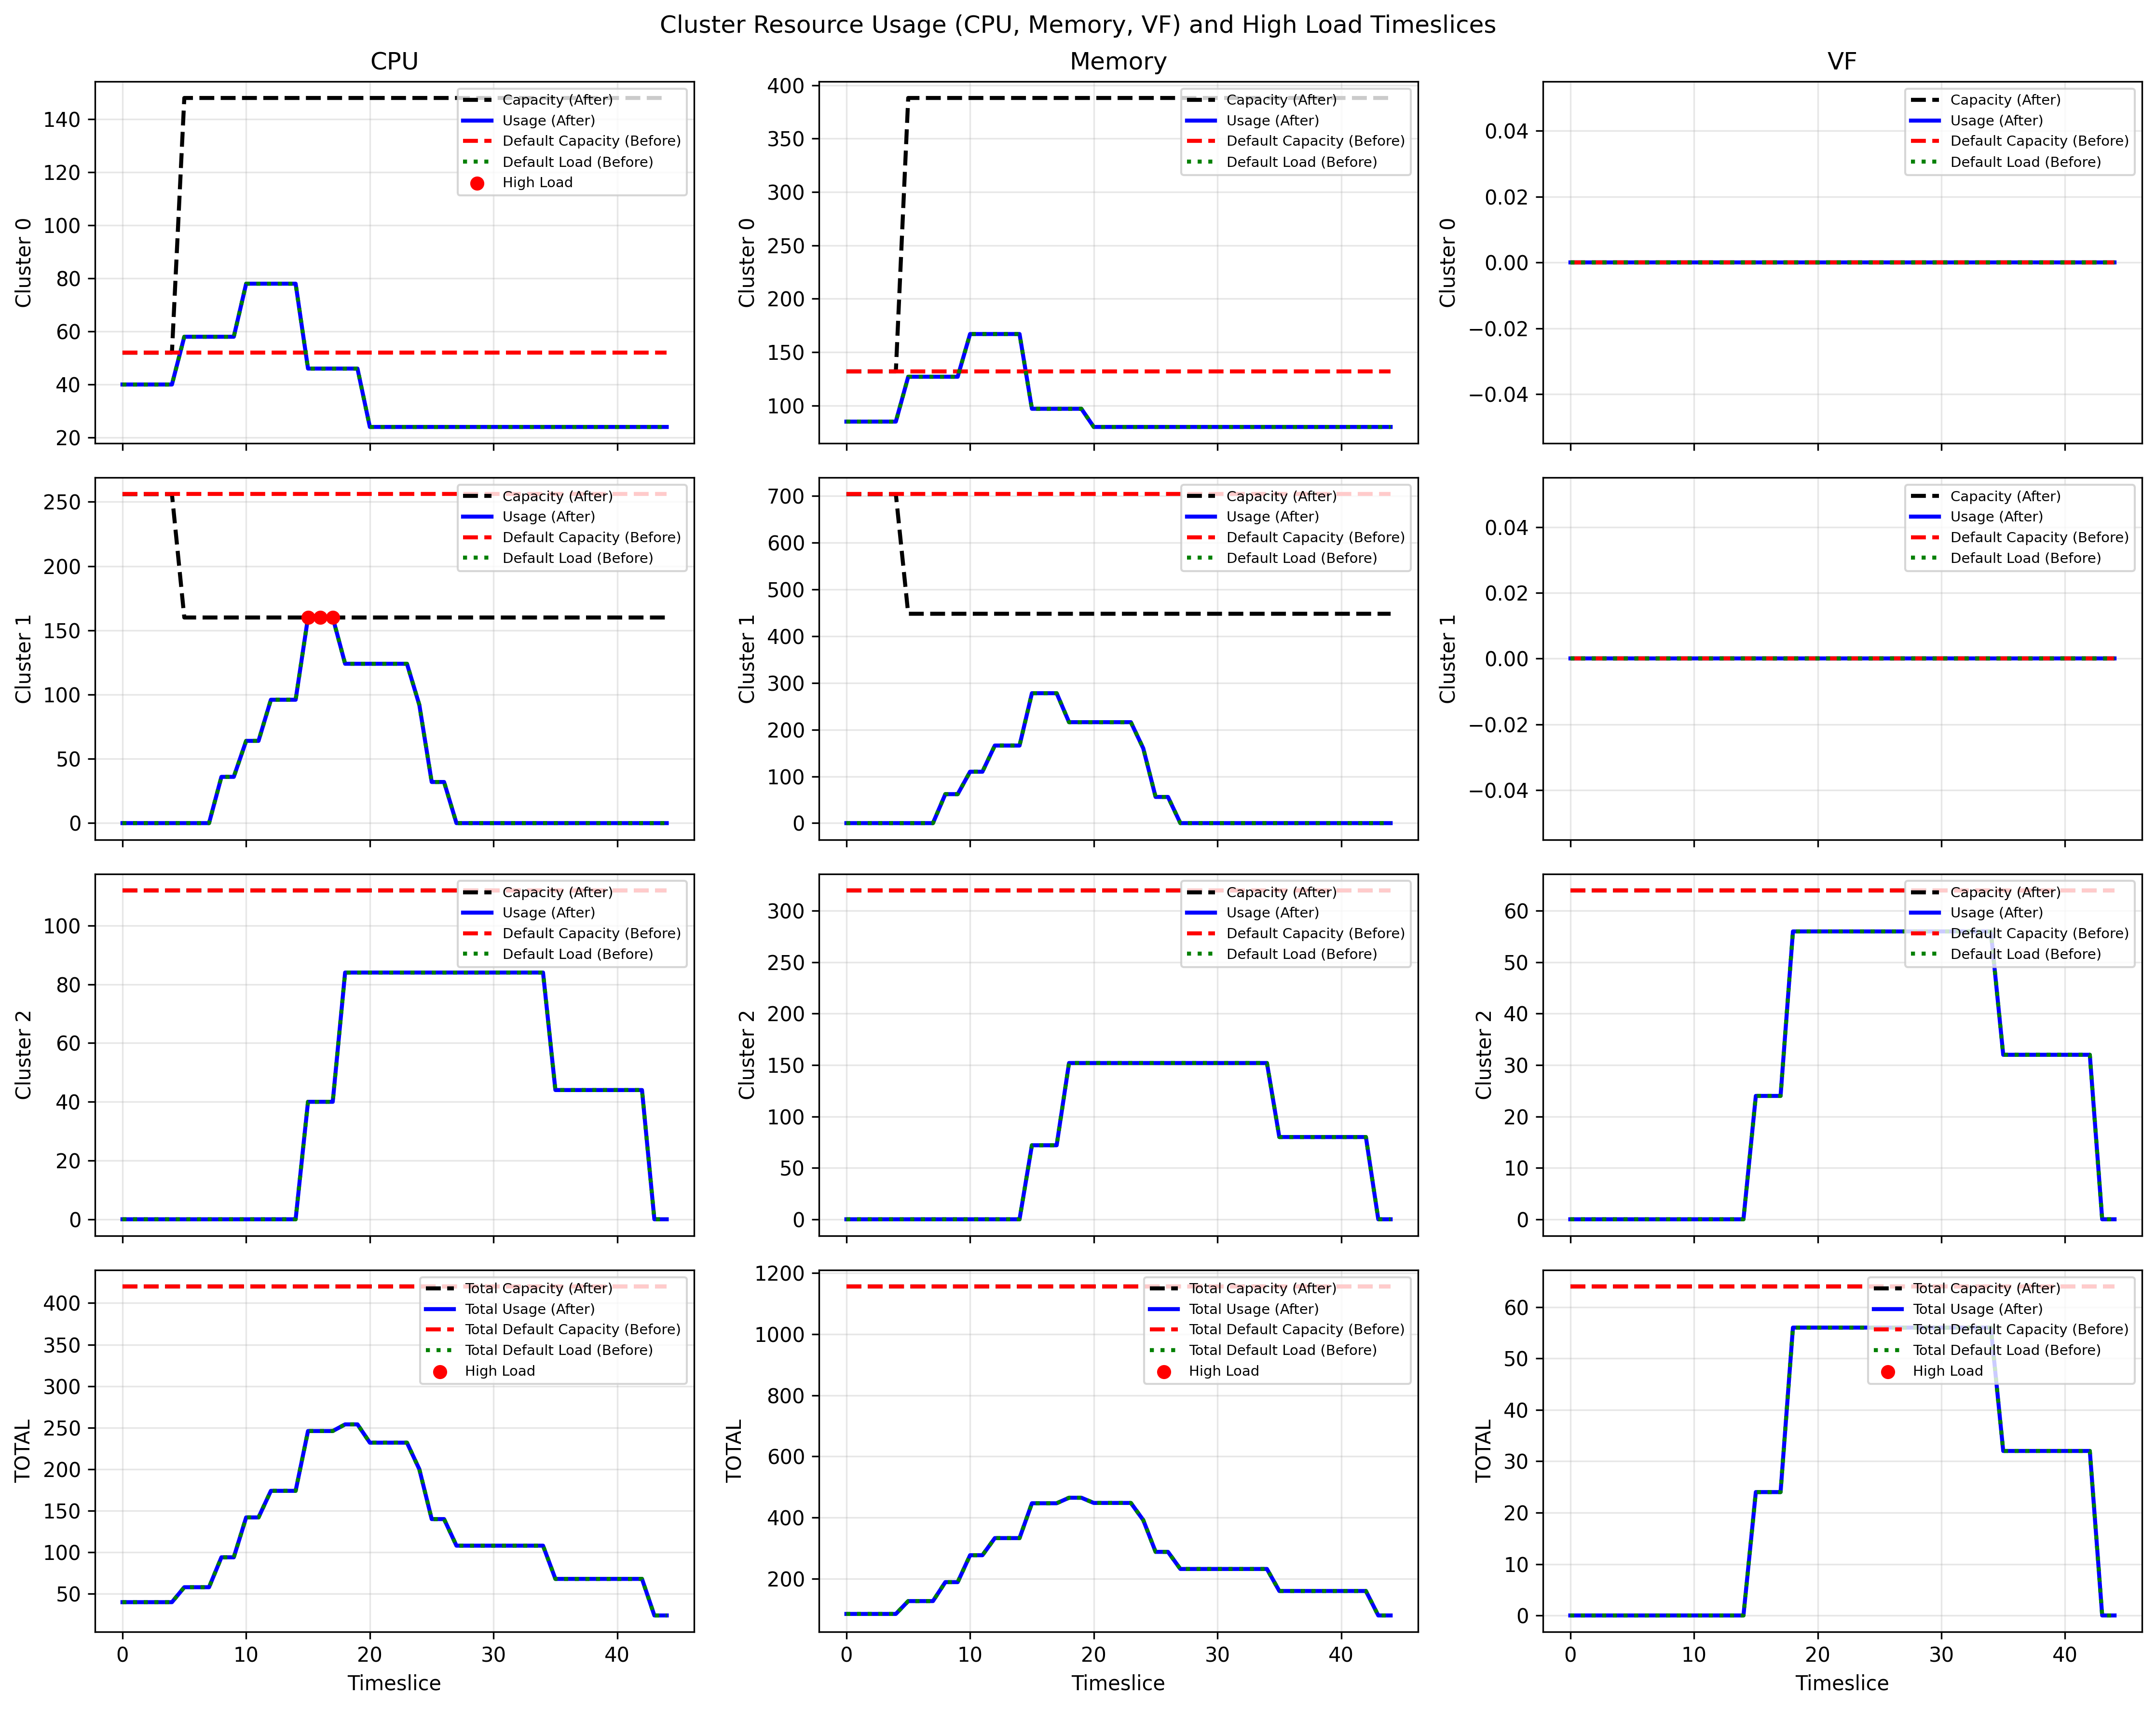 Cluster Resource Usage (CPU, Memory, VF) and High Load Timeslices
CPU
Memory
VF
Cluster 0
140
120
100
80
60
40
20
Capacity (After)
Usage (After)
Default Capacity (Before)
Default Load (Before)
High Load
Cluster 0
400
350
300
250
200
150
100
Capacity (After)
Usage (After)
Default Capacity (Before)
Default Load (Before)
Cluster 0
0.04
0.02
0.00
−0.02
−0.04
Capacity (After)
Usage (After)
Default Capacity (Before)
Default Load (Before)
Cluster 1
250
200
150
100
50
0
Capacity (After)
Usage (After)
Default Capacity (Before)
Default Load (Before)
Cluster 1
700
600
500
400
300
200
100
0
Capacity (After)
Usage (After)
Default Capacity (Before)
Default Load (Before)
Cluster 1
0.04
0.02
0.00
−0.02
−0.04
Capacity (After)
Usage (After)
Default Capacity (Before)
Default Load (Before)
Cluster 2
100
80
60
40
20
0
Capacity (After)
Usage (After)
Default Capacity (Before)
Default Load (Before)
Cluster 2
300
250
200
150
100
50
0
Capacity (After)
Usage (After)
Default Capacity (Before)
Default Load (Before)
Cluster 2
60
50
40
30
20
10
0
Capacity (After)
Usage (After)
Default Capacity (Before)
Default Load (Before)
TOTAL
400
350
300
250
200
150
100
50
Total Capacity (After)
Total Usage (After)
Total Default Capacity (Before)
Total Default Load (Before)
High Load
0 10 20 30 40
Timeslice
TOTAL
1200
1000
800
600
400
200
Total Capacity (After)
Total Usage (After)
Total Default Capacity (Before)
Total Default Load (Before)
High Load
0 10 20 30 40
Timeslice
TOTAL
60
50
40
30
20
10
0
Total Capacity (After)
Total Usage (After)
Total Default Capacity (Before)
Total Default Load (Before)
High Load
0 10 20 30 40
Timeslice